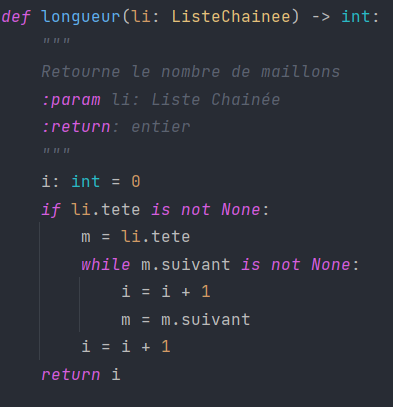 def longueur(li: ListeChainee) -> int:
    """
    Retourne le nombre de maillons
    :param li: Liste Chainée
    :return: entier
    """
    i: int = 0
    if li.tete is not None:
        m = li.tete
        while m.suivant is not None:
            i = i + 1
            m = m.suivant
        i = i + 1
    return i